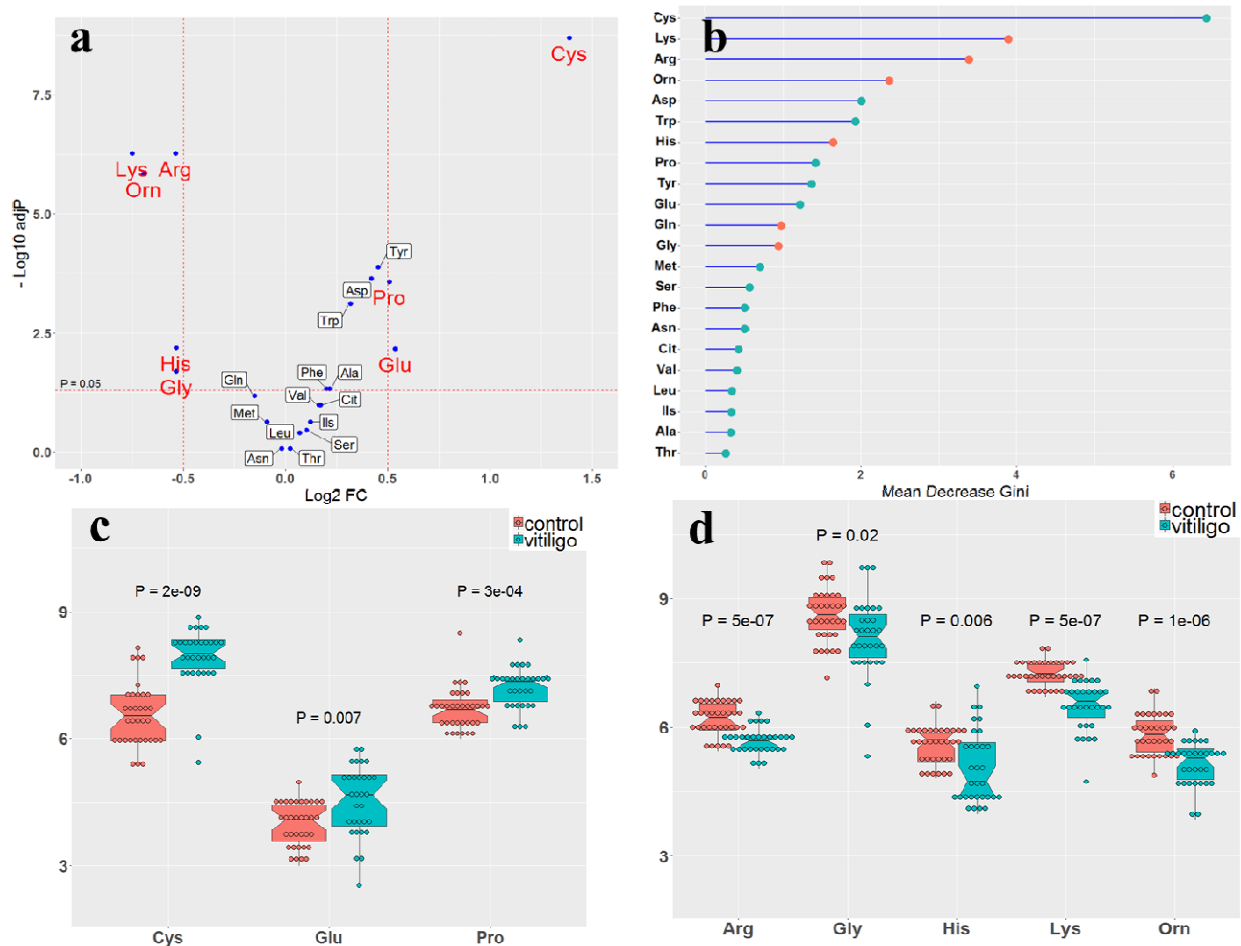 a
Cys
7.5
Lys Arg
Orn
5.0
- Log10 adjP
Tyr
Asp
Pro
Trp
2.5
His
Glu
Gly
P = 0.05
Gln
Phe
Ala
Val
Cit
Met
Ils
Leu
Ser
Asn
Thr
0.0
-1.0 -0.5 0.0 0.5 1.0 1.5
Log2 FC
b
Cys
Lys
Arg
Orn
Asp
Trp
His
Pro
Tyr
Glu
Gln
Gly
Met
Ser
Phe
Asn
Cit
Val
Leu
Ils
Ala
Thr
0 2 4 6
Mean Decrease Gini
c
control
vitiligo
P = 2e-09
P = 3e-04
P = 0.007
9
6
3
Cys Glu Pro
d
control
vitiligo
P = 0.02
P = 5e-07
P = 0.006
P = 5e-07
P = 1e-06
9
6
3
Arg Gly His Lys Orn